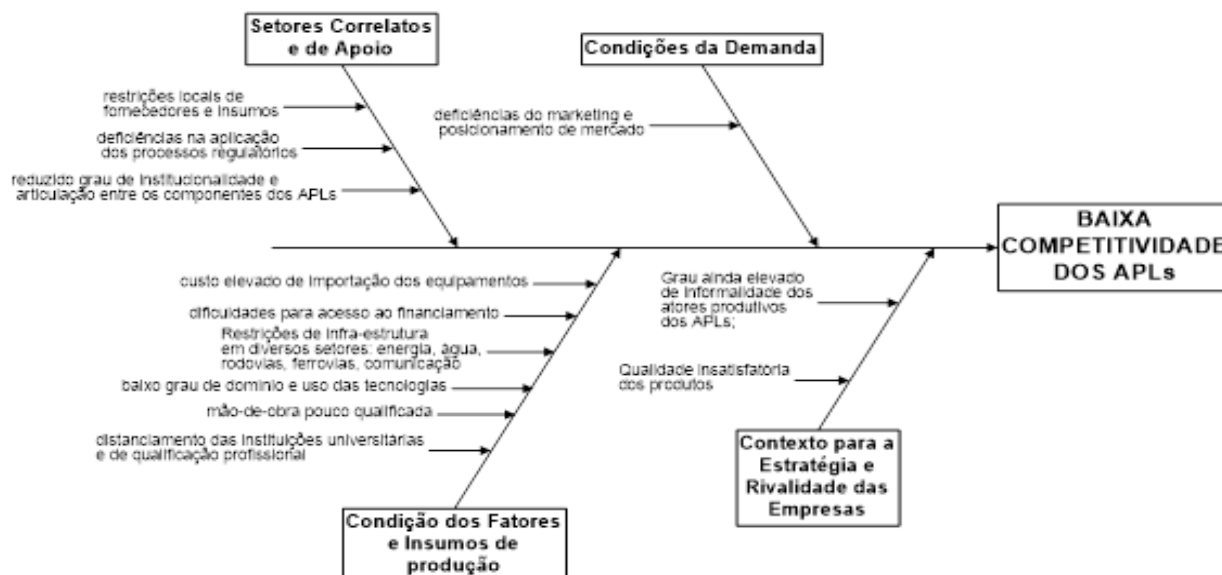 Setores Correlatos
e de Apoio
restrições locais de
fornecedores e insumos
deficiências na aplicação
dos processos regulatórios
reduzido grau de institucionalidade e
articulação entre os componentes dos APLs
Condições da Demanda
deficiências do marketing e
posicionamento de mercado
BAIXA
COMPETITIVIDADE
DOS APLs
custo elevado de importação dos equipamentos
dificuldades para acesso ao financiamento
Restrições de infra-estrutura
em diversos setores: energia, água,
rodovias, ferrovias, comunicação
baixo grau de domínio e uso das tecnologias
mão-de-obra pouco qualificada
distanciamento das instituições universitárias
e de qualificação profissional
Condição dos Fatores
e Insumos de
produção
Grau ainda elevado
de informalidade dos
atores produtivos
dos APLs;
Qualidade insatisfatória
dos produtos
Contexto para a
Estratégia e
Rivalidade das
Empresas